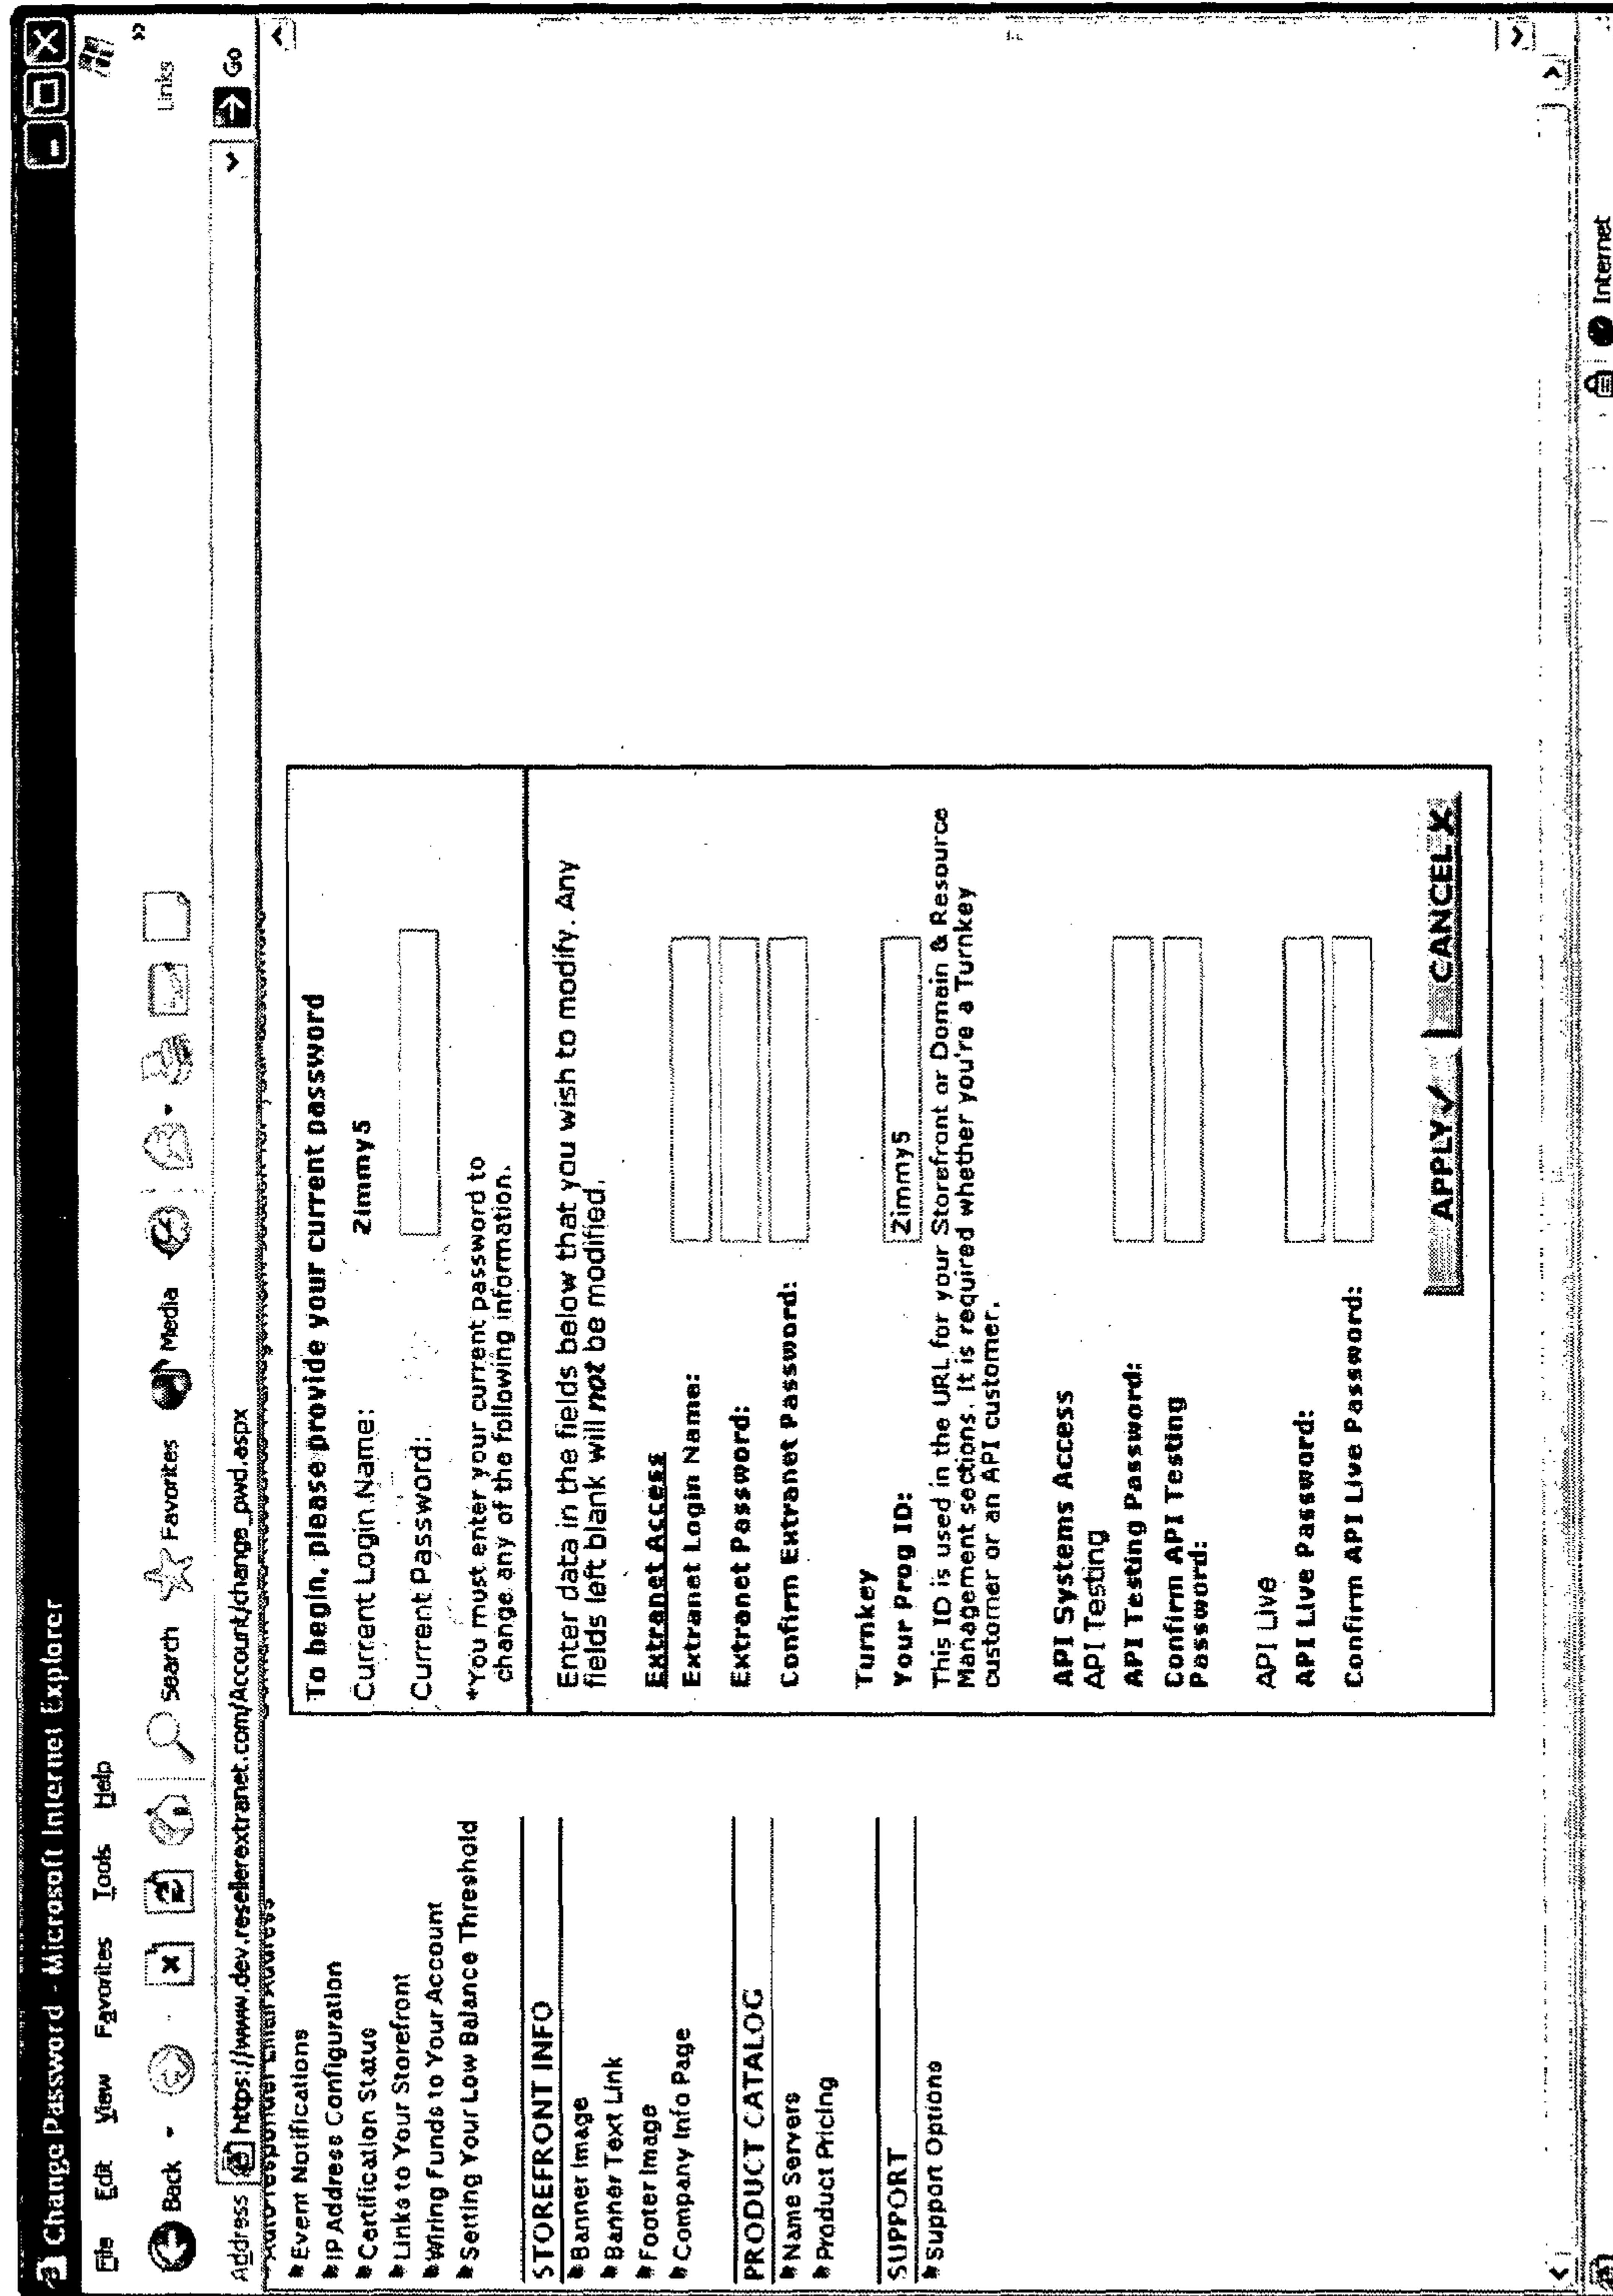 Change Password - Microsoft Internet Explorer
File Edit View Favorites Tools Help
Back Search Favorites Media
Links »
Address https://www.dev.resellerextranet.com/Account/change_pwd.aspx Go
Autoresponder Email Address
Event Notifications
IP Address Configuration
Certification Status
Links to Your Storefront
Wiring Funds to Your Account
Setting Your Low Balance Threshold
STOREFRONT INFO
Banner Image
Banner Text Link
Footer Image
Company Info Page
PRODUCT CATALOG
Name Servers
Product Pricing
SUPPORT
Support Options
To begin, please provide your current password
Current Login Name: 2immy5
Current Password:
*You must enter your current password to
change any of the following information.
Enter data in the fields below that you wish to modify. Any
fields left blank will not be modified.
Extranet Access
Extranet Login Name:
Extranet Password:
Confirm Extranet Password:
Turnkey
Your Prog ID: 2immy5
This ID is used in the URL for your Storefront or Domain & Resource
Management sections. It is required whether you're a Turnkey
customer or an API customer.
API Systems Access
API Testing
API Testing Password:
Confirm API Testing
Password:
API Live
API Live Password:
Confirm API Live Password:
APPLY CANCEL
Internet